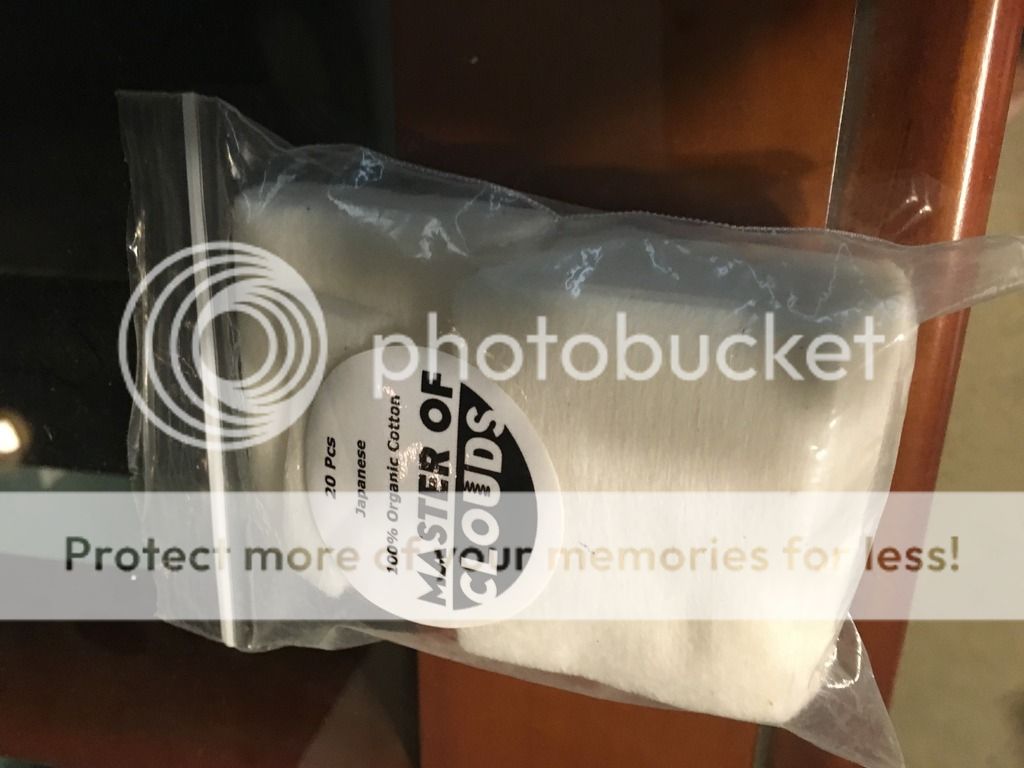 photobucket
Protect more of your memories for less!
20 Pcs
Japanese
100% Organic Cotton
MASTER OF
CLOUDS